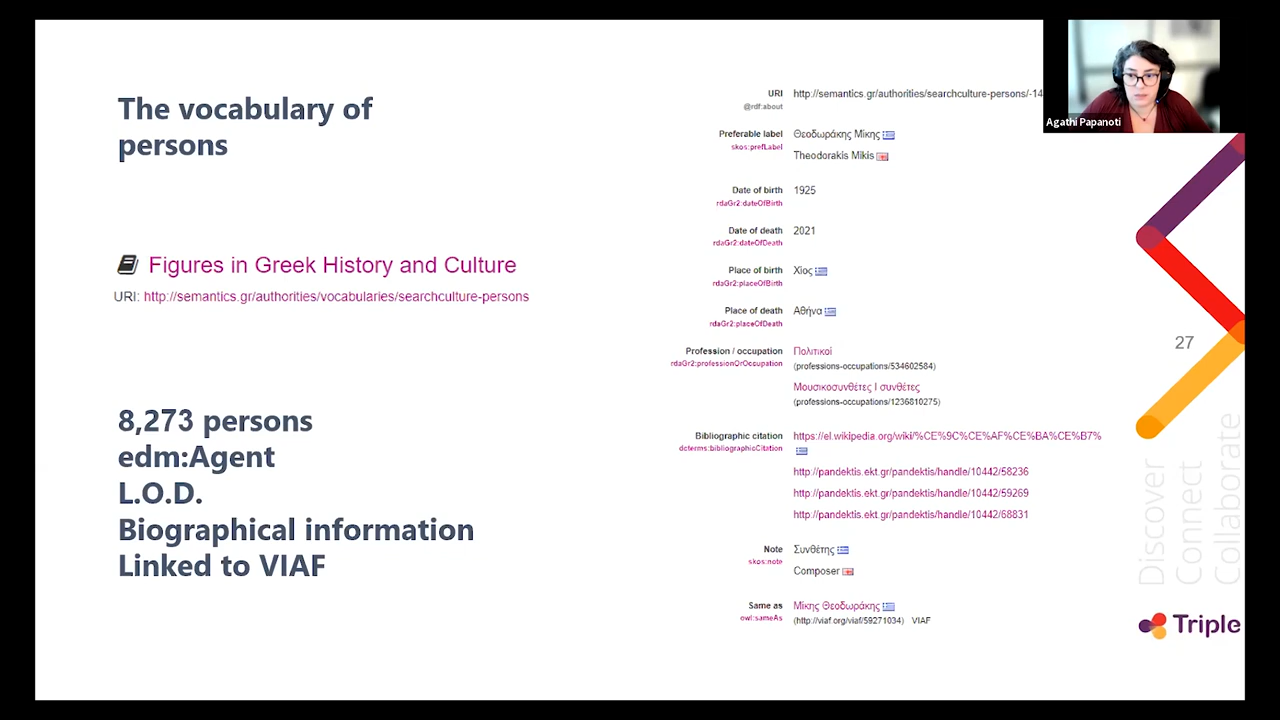 The vocabulary of
persons
Figures in Greek History and Culture
URI: http://semantics.gr/authorities/vocabularies/searchculture-persons
8,273 persons
edm:Agent
L.O.D.
Biographical information
Linked to VIAF
URI http://semantics.gr/authorities/searchculture-persons/-14
@rdf:about
Preferable label Θεοδωράκης Μίκης
skos:prefLabel
Theodorakis Mikis
Date of birth 1925
rdaGr2:dateOfBirth
Date of death 2021
rdaGr2:dateOfDeath
Place of birth Χίος
rdaGr2:placeOfBirth
Place of death Αθήνα
rdaGr2:placeOfDeath
Profession / occupation Πολιτικοί
rdaGr2:professionOrOccupation (professions-occupations/534602584)
Μουσικοσυνθέτες | συνθέτες
(professions-occupations/1236810275)
Bibliographic citation https://el.wikipedia.org/wiki/%CE%9C%CE%AF%CE%BA%CE%B7%
dcterms:bibliographicCitation
http://pandektis.ekt.gr/pandektis/handle/10442/58236
http://pandektis.ekt.gr/pandektis/handle/10442/59269
http://pandektis.ekt.gr/pandektis/handle/10442/68831
Note Συνθέτης
skos:note
Composer
Same as Μίκης Θεοδωράκης
owl:sameAs (http://viaf.org/viaf/59271034) VIAF
Agathi Papanoti
27
Discover
Connect
Collaborate
Triple